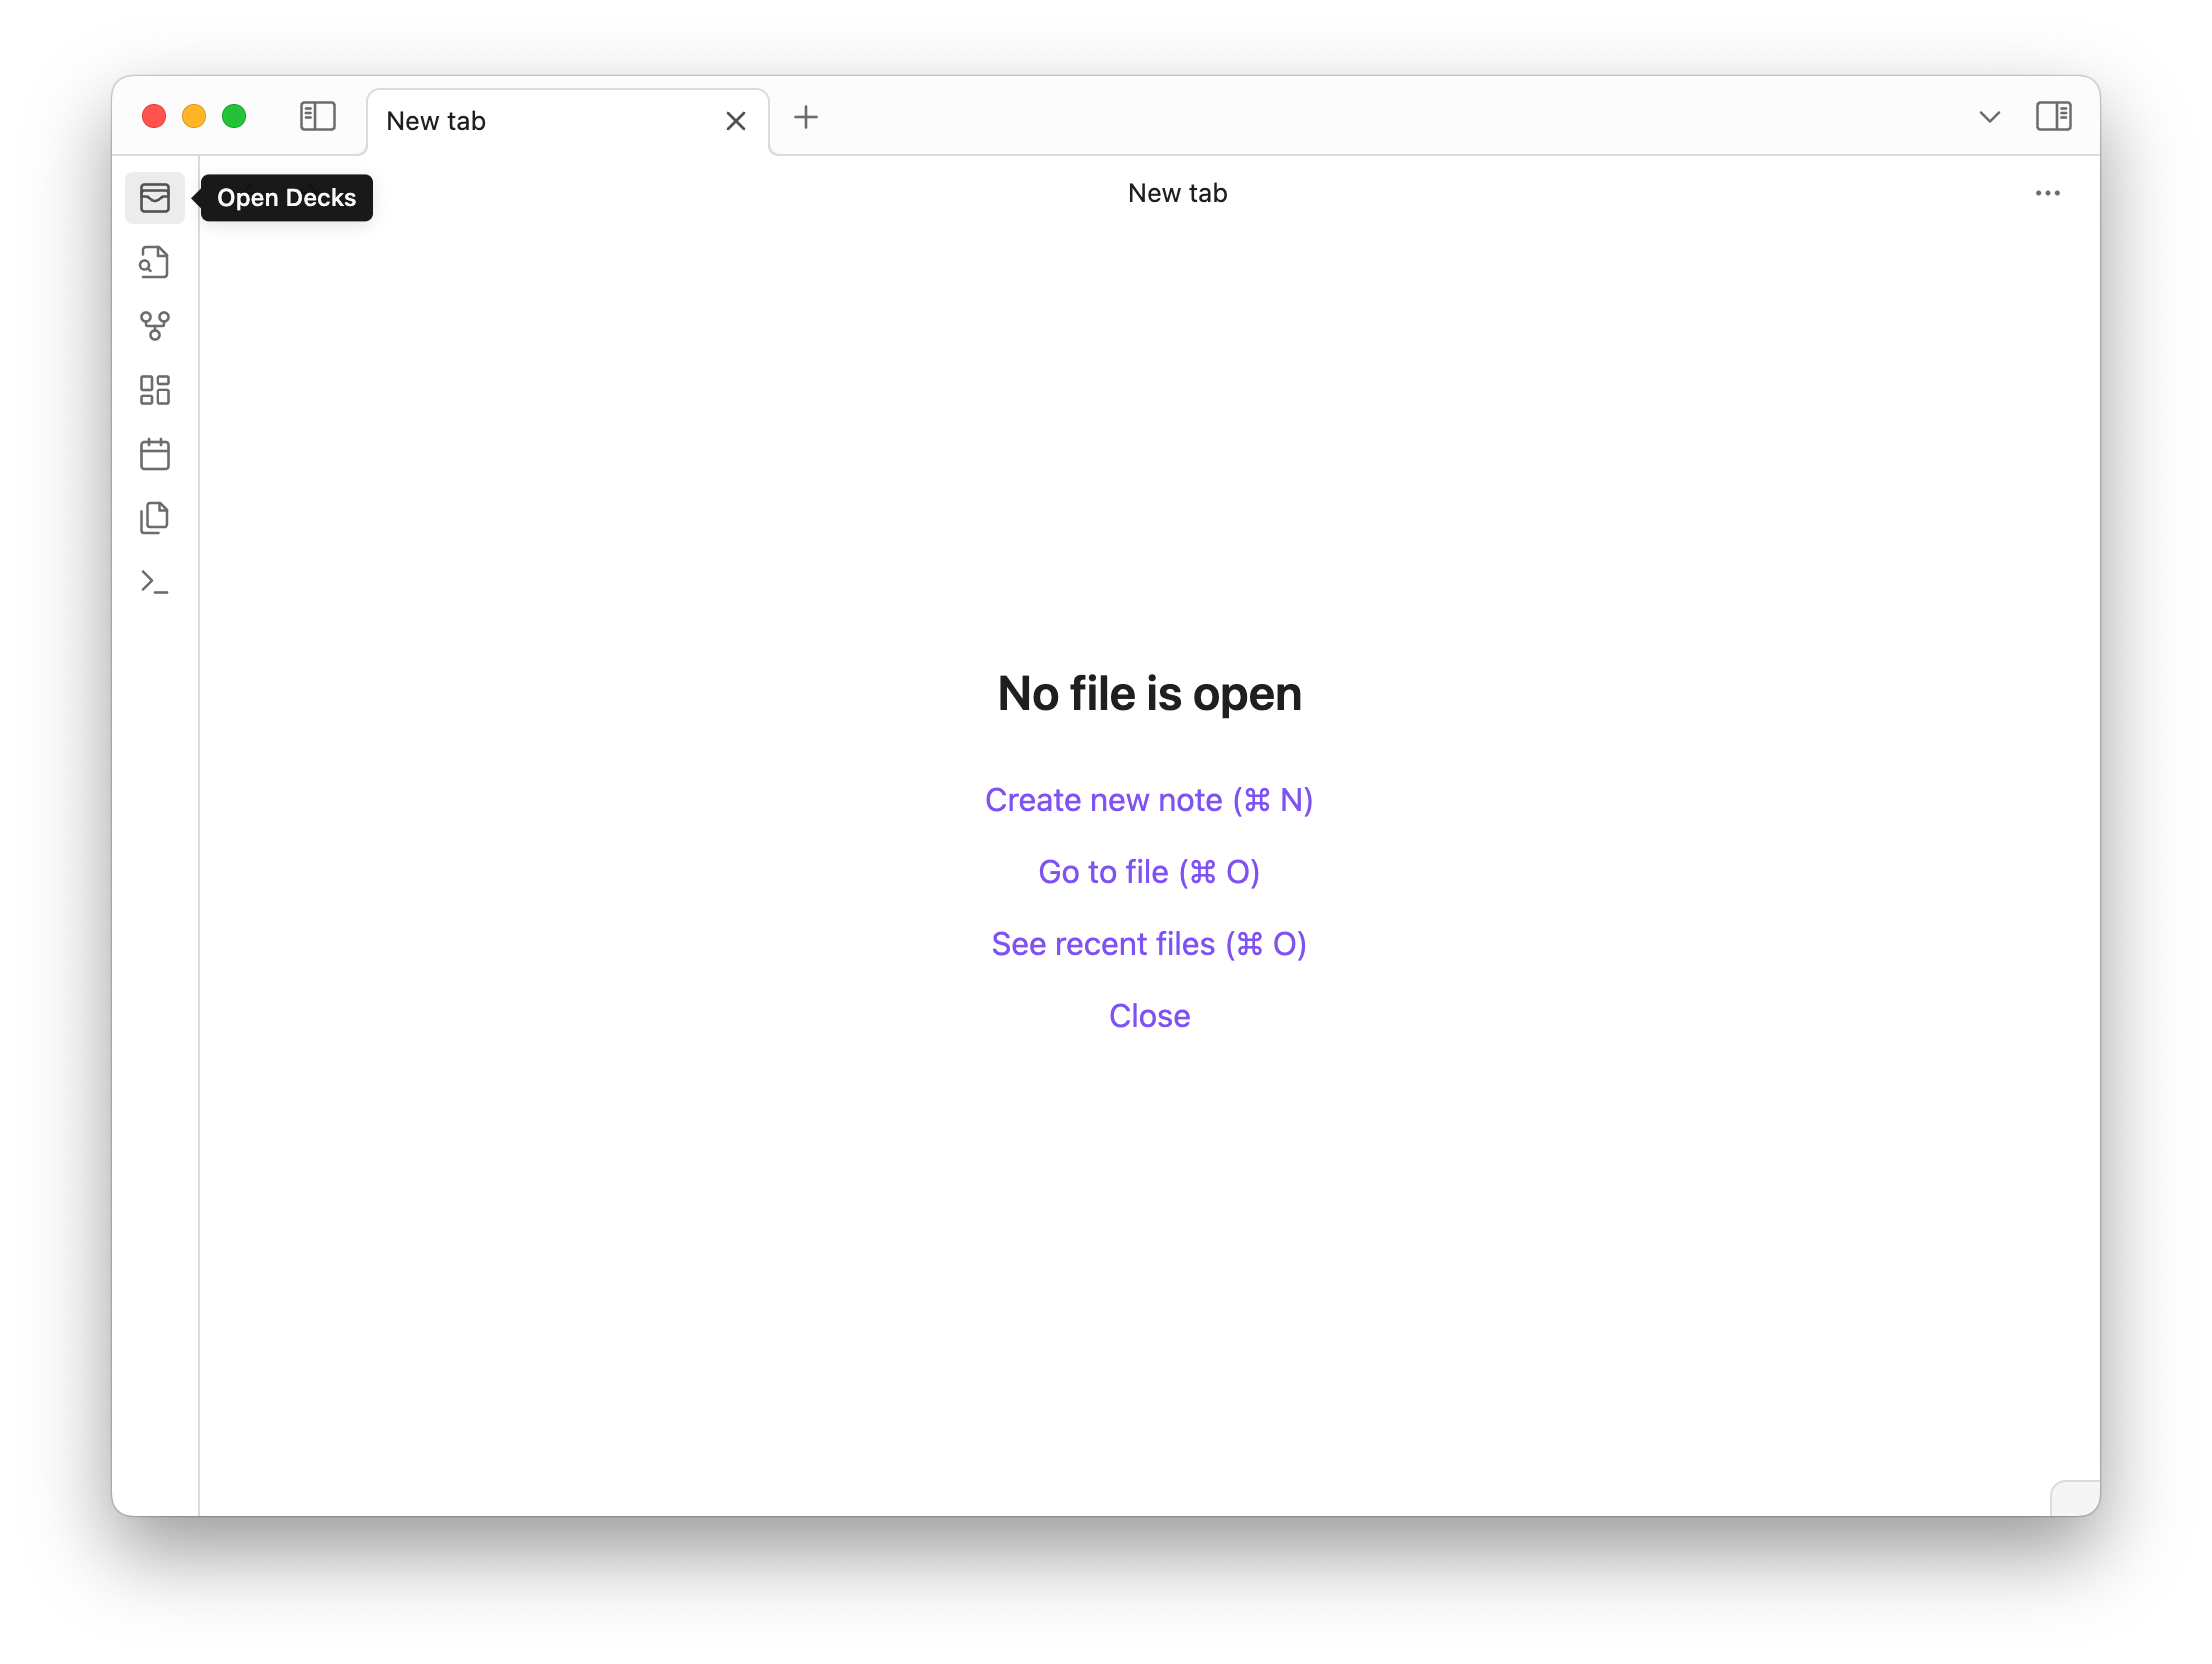 New tab
Open Decks
New tab
No file is open
Create new note (⌘ N)
Go to file (⌘ O)
See recent files (⌘ O)
Close